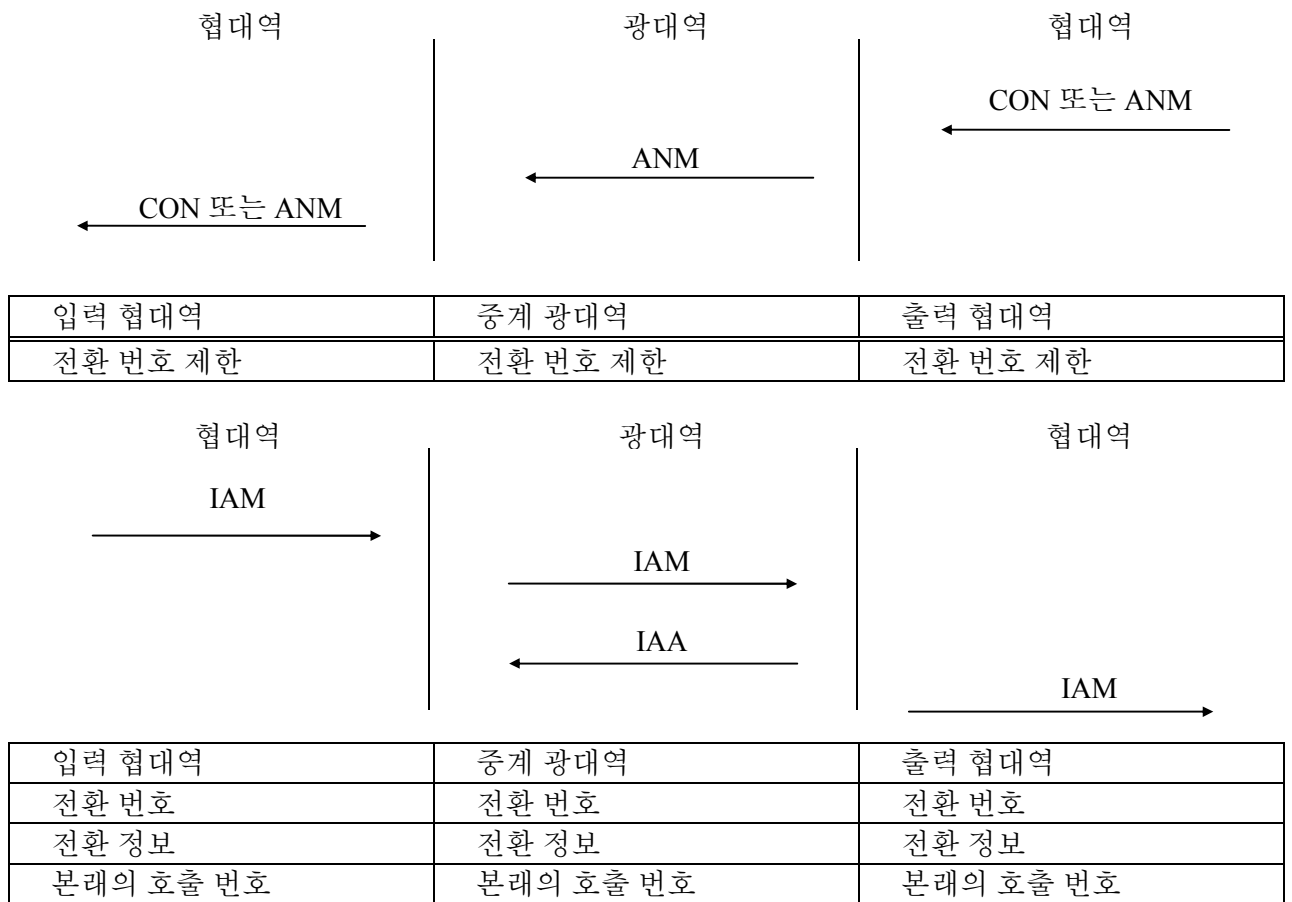 협대역 광대역 협대역
CON 또는 ANM
ANM
CON 또는 ANM
입력 협대역 중계 광대역 출력 협대역
전환 번호 제한 전환 번호 제한 전환 번호 제한
협대역 광대역 협대역
IAM
IAM
IAA
IAM
입력 협대역 중계 광대역 출력 협대역
전환 번호 전환 번호 전환 번호
전환 정보 전환 정보 전환 정보
본래의 호출 번호 본래의 호출 번호 본래의 호출 번호